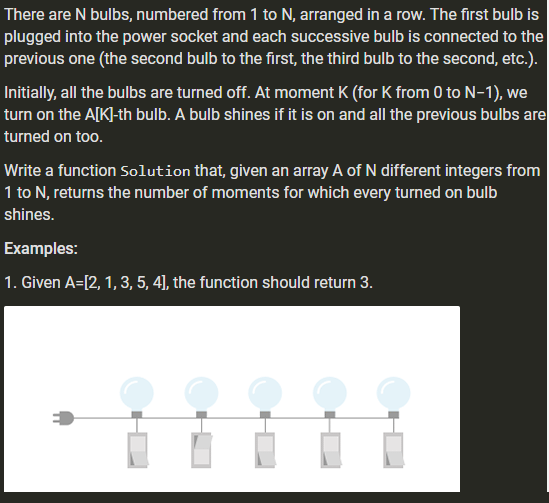 There are N bulbs, numbered from 1 to N, arranged in a row. The first bulb is
plugged into the power socket and each successive bulb is connected to the
previous one (the second bulb to the first, the third bulb to the second, etc.).
Initially, all the bulbs are turned off. At moment K (for K from 0 to N−1), we
turn on the A[K]-th bulb. A bulb shines if it is on and all the previous bulbs are
turned on too.
Write a function Solution that, given an array A of N different integers from
1 to N, returns the number of moments for which every turned on bulb
shines.
Examples:
1. Given A=[2, 1, 3, 5, 4], the function should return 3.